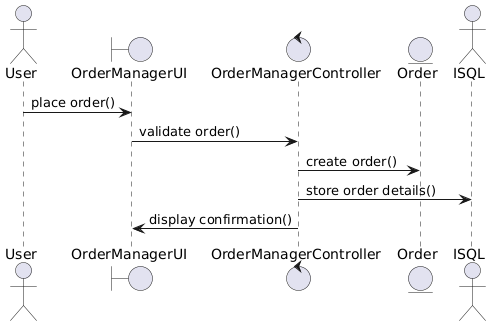 User OrderManagerUI OrderManagerController Order ISQL
place order()
validate order()
create order()
store order details()
display confirmation()
User OrderManagerUI OrderManagerController Order ISQL